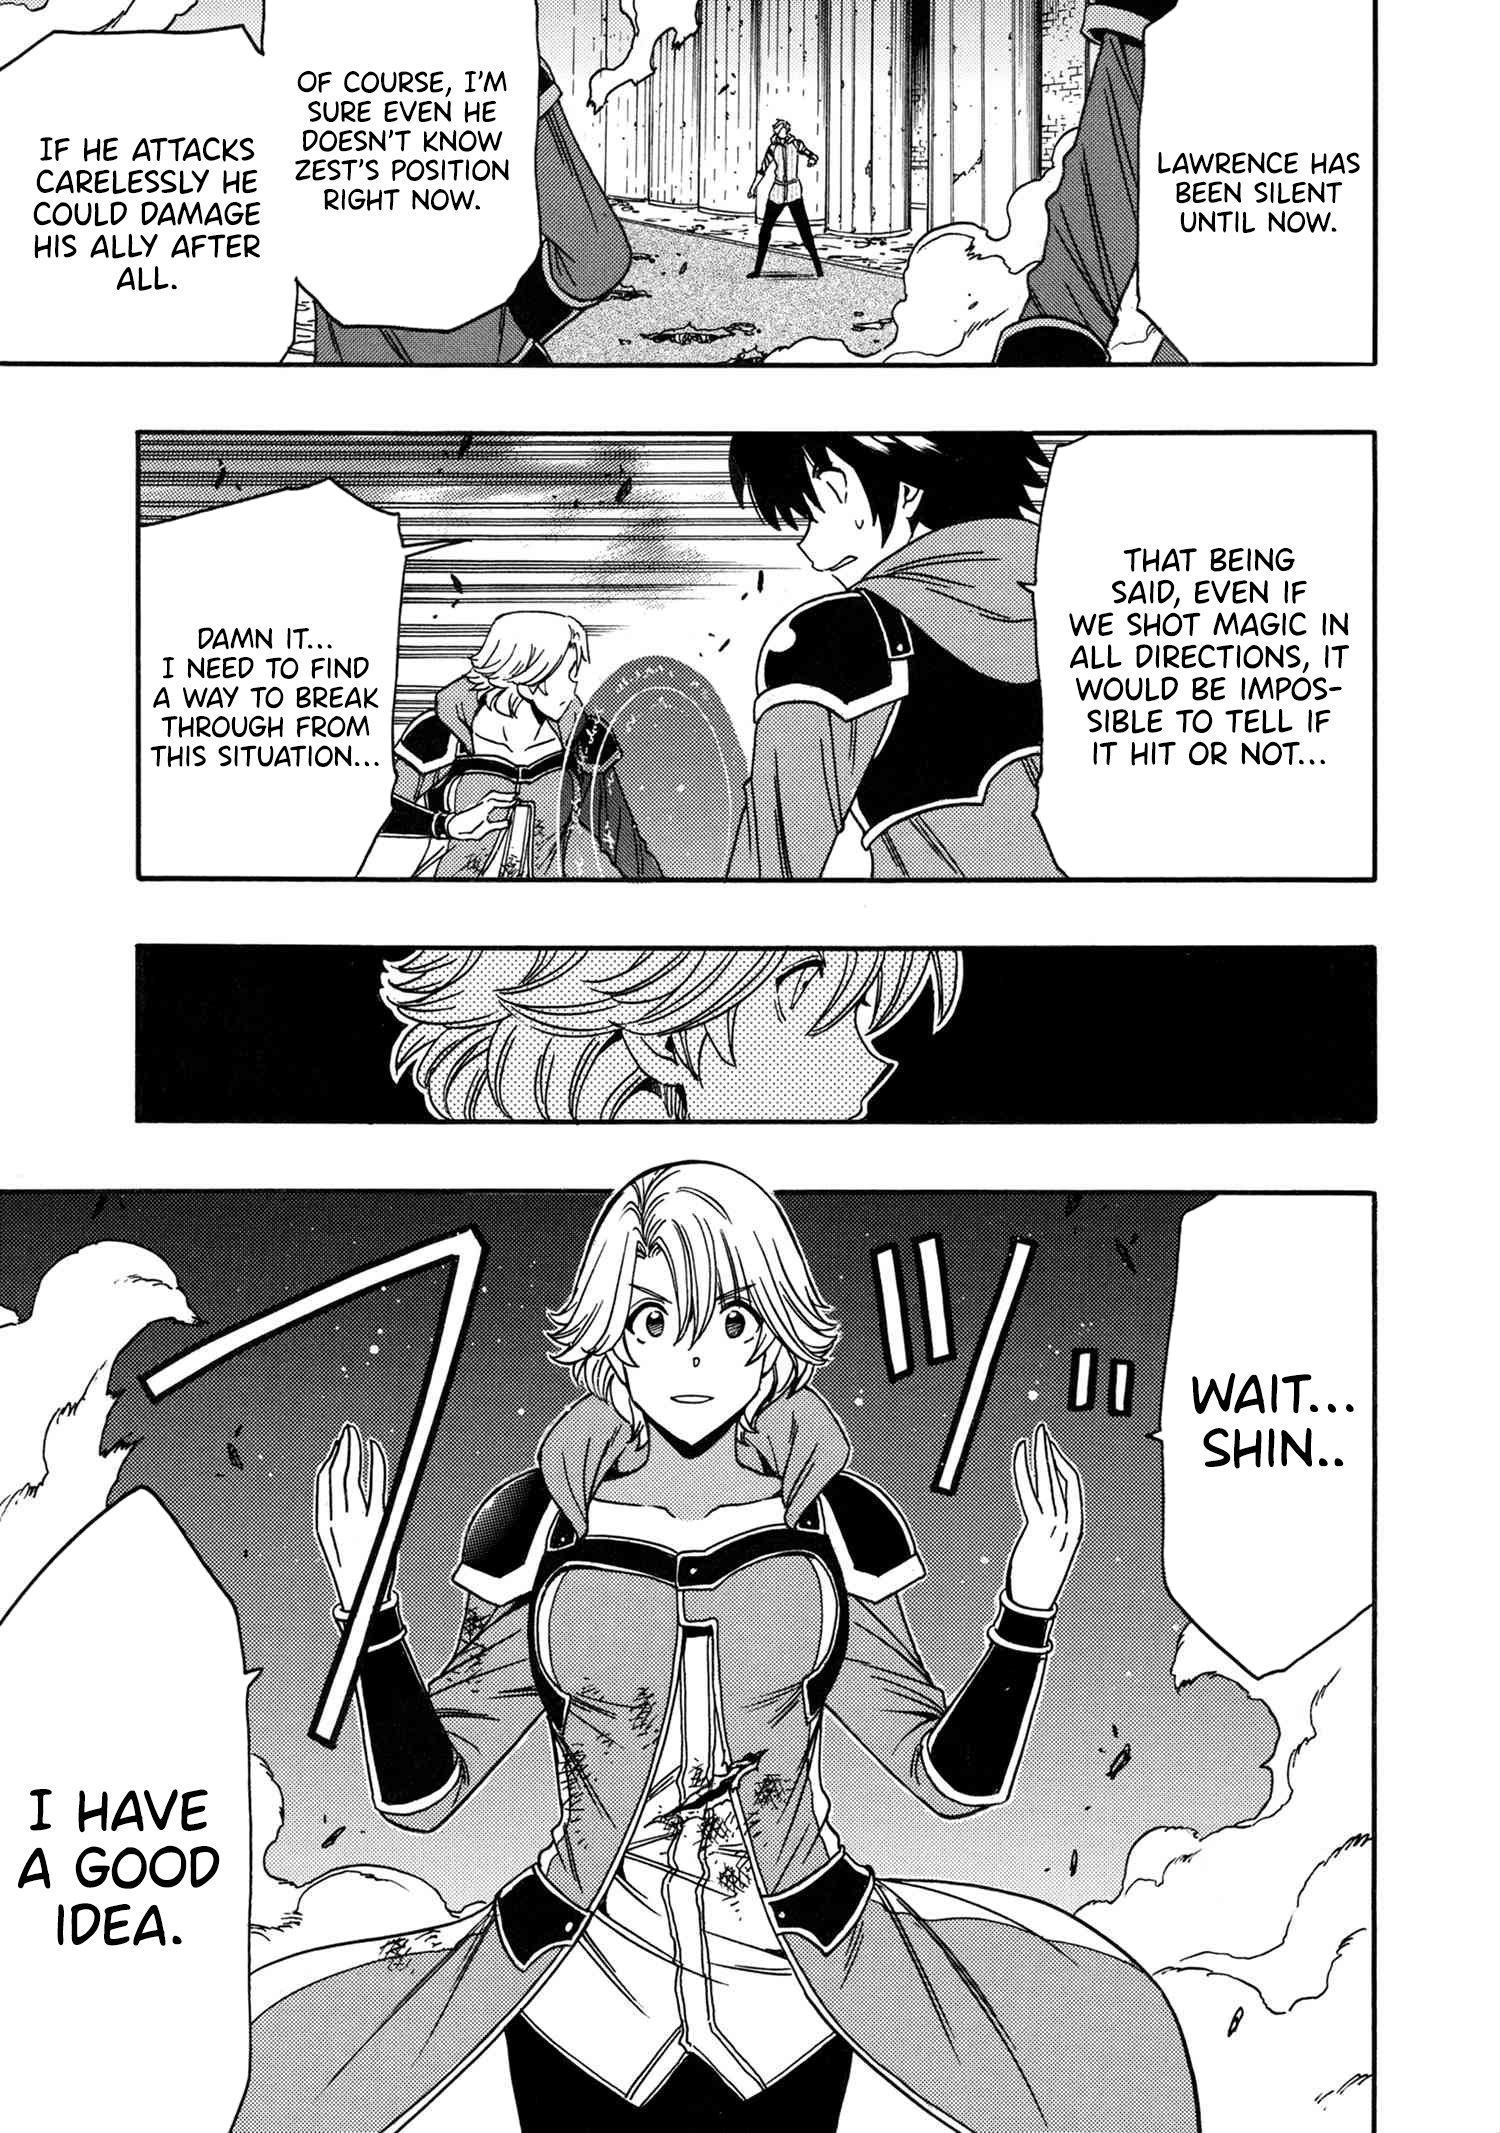 LAWRENCE HAS
BEEN SILENT
UNTIL NOW.
OF COURSE, I'M
SURE EVEN HE
DOESN'T KNOW
ZEST'S POSITION
RIGHT NOW.
IF HE ATTACKS
CARELESSLY HE
COULD DAMAGE
HIS ALLY AFTER
ALL.
THAT BEING
SAID, EVEN IF
WE SHOT MAGIC IN
ALL DIRECTIONS, IT
WOULD BE IMPOS-
SIBLE TO TELL IF
IT HIT OR NOT...
DAMN IT...
I NEED TO FIND
A WAY TO BREAK
THROUGH FROM
THIS SITUATION...
WAIT...
SHIN..
バッ
I HAVE
A GOOD
IDEA.